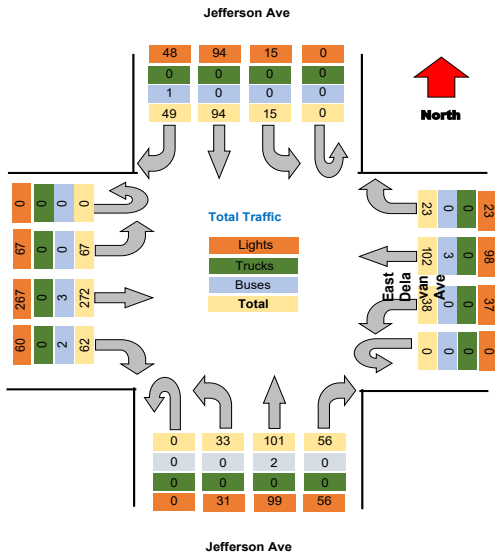 Jefferson Ave
48 94 15 0
0 0 0 0
1 0 0 0
49 94 15 0
North
0 0 0 0
67 0 0 67
267 0 3 272
60 0 2 62
Total Traffic
Lights
Trucks
Buses
Total
23 0 0 23
102 3 0 98
38 0 0 37
0 0 0 0
East
Dela
van
Ave
0 33 101 56
0 0 2 0
0 0 0 0
0 31 99 56
Jefferson Ave